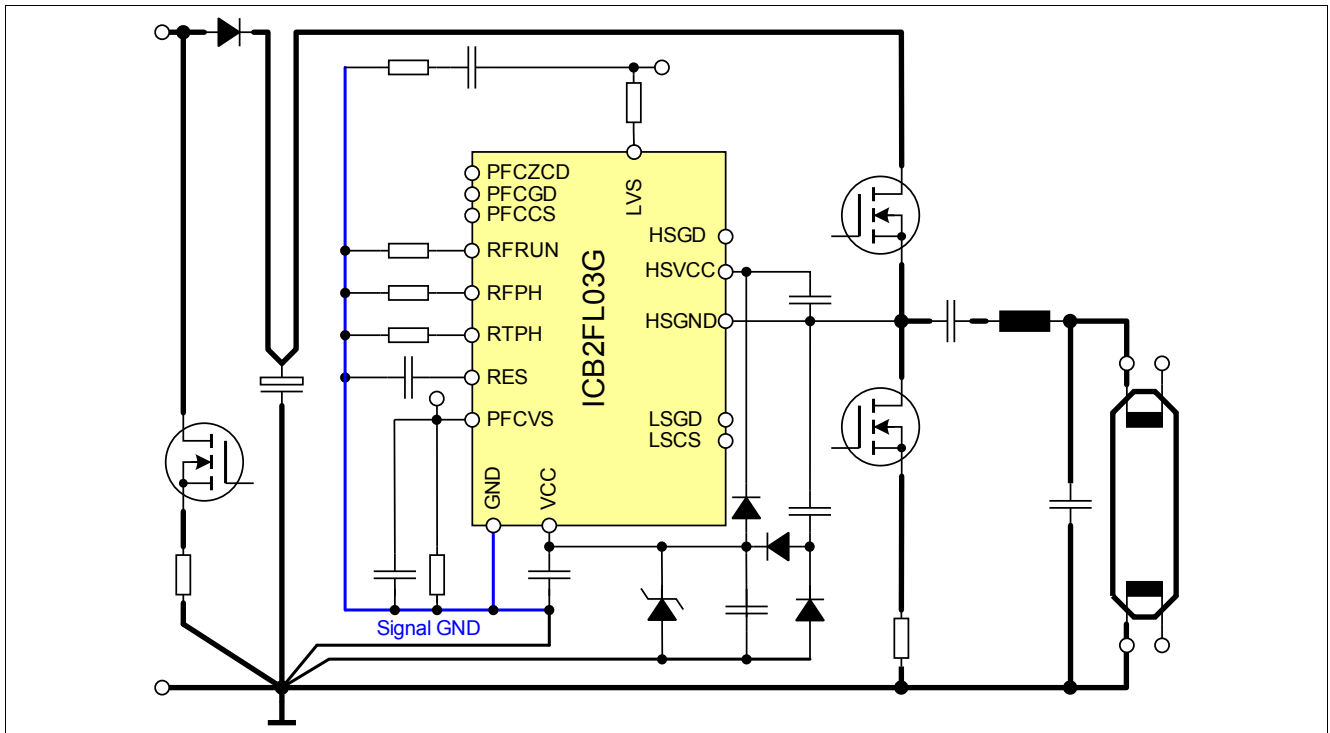 PFCZCD
PFCGD
PFCCS
LVS
HSGD
RFRUN
HSVCC
RFPH
HSGND
RTPH
RES
ICB2FL03G
PFCVS
LSGD
LSCS
GND
VCC
Signal GND